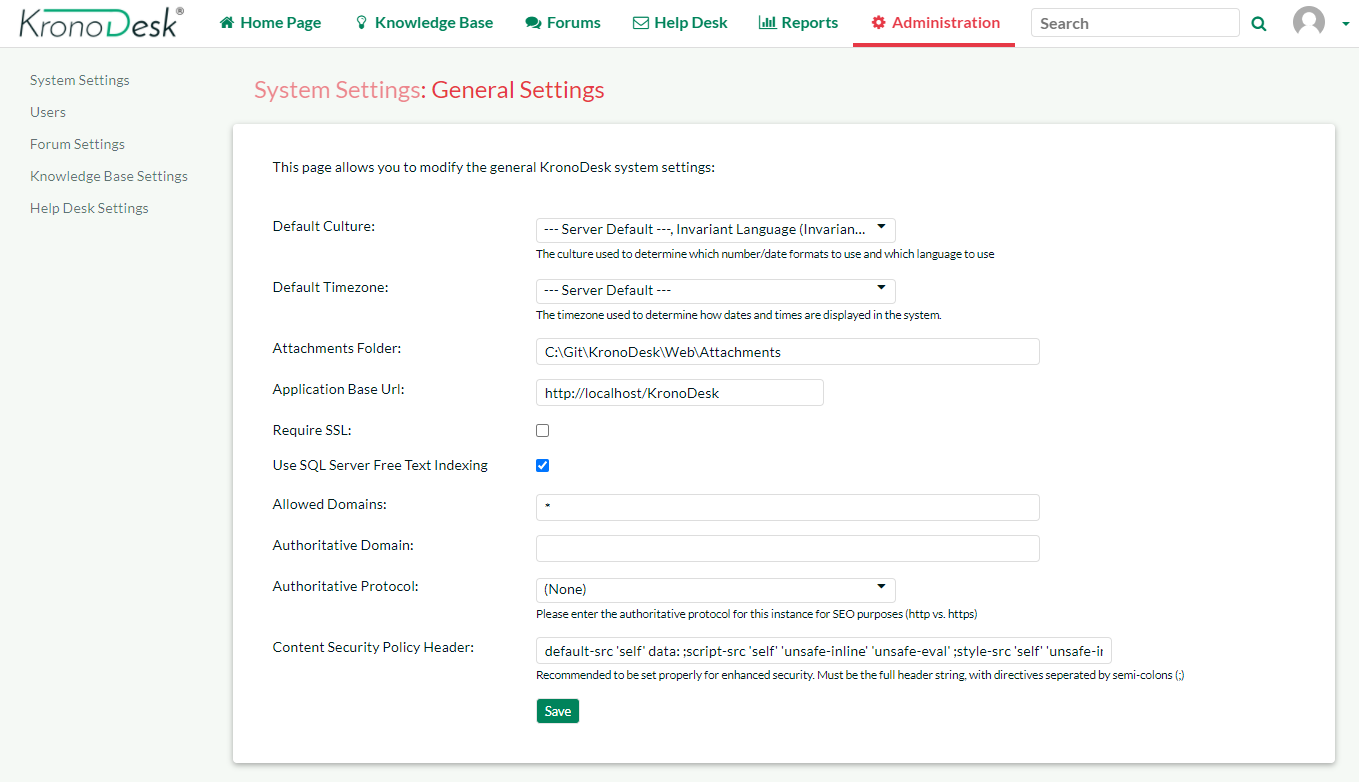 KronoDesk®
Home Page
Knowledge Base
Forums
Help Desk
Reports
Administration
Search
System Settings
Users
Forum Settings
Knowledge Base Settings
Help Desk Settings
System Settings: General Settings
This page allows you to modify the general KronoDesk system settings:
Default Culture:
--- Server Default ---, Invariant Language (Invarian...
The culture used to determine which number/date formats to use and which language to use
Default Timezone:
--- Server Default ---
The timezone used to determine how dates and times are displayed in the system.
Attachments Folder:
C:\Git\KronoDesk\Web\Attachments
Application Base Url:
http://localhost/KronoDesk
Require SSL:
Use SQL Server Free Text Indexing
Allowed Domains:
*
Authoritative Domain:
Authoritative Protocol:
(None)
Please enter the authoritative protocol for this instance for SEO purposes (http vs. https)
Content Security Policy Header:
default-src 'self' data: ;script-src 'self' 'unsafe-inline' 'unsafe-eval' ;style-src 'self' 'unsafe-in
Recommended to be set properly for enhanced security. Must be the full header string, with directives seperated by semi-colons (;)
Save